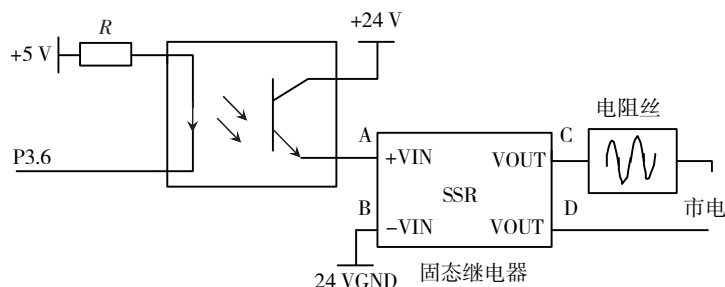 R
+24 V
+5 V
P3.6
A
+VIN
VOUT
C
电阻丝
SSR
市电
B
-VIN
VOUT
D
24 VGND
固态继电器